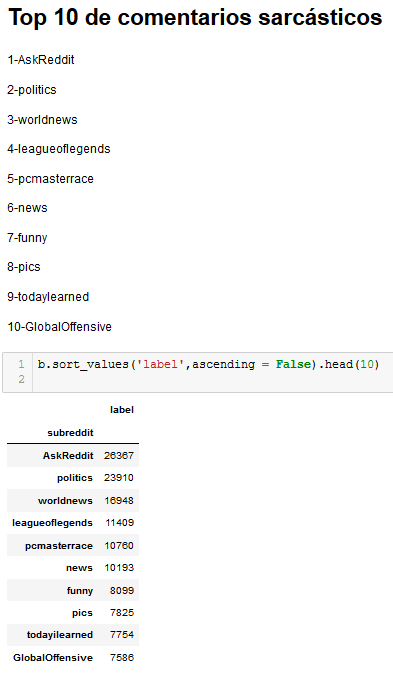 Top 10 de comentarios sarcásticos
1-AskReddit
2-politics
3-worldnews
4-leagueoflegends
5-pcmasterrace
6-news
7-funny
8-pics
9-todaylearned
10-GlobalOffensive
1 b.sort_values('label',ascending = False).head(10)
2
label
subreddit
AskReddit 26367
politics 23910
worldnews 16948
leagueoflegends 11409
pcmasterrace 10760
news 10193
funny 8099
pics 7825
todayilearned 7754
GlobalOffensive 7586